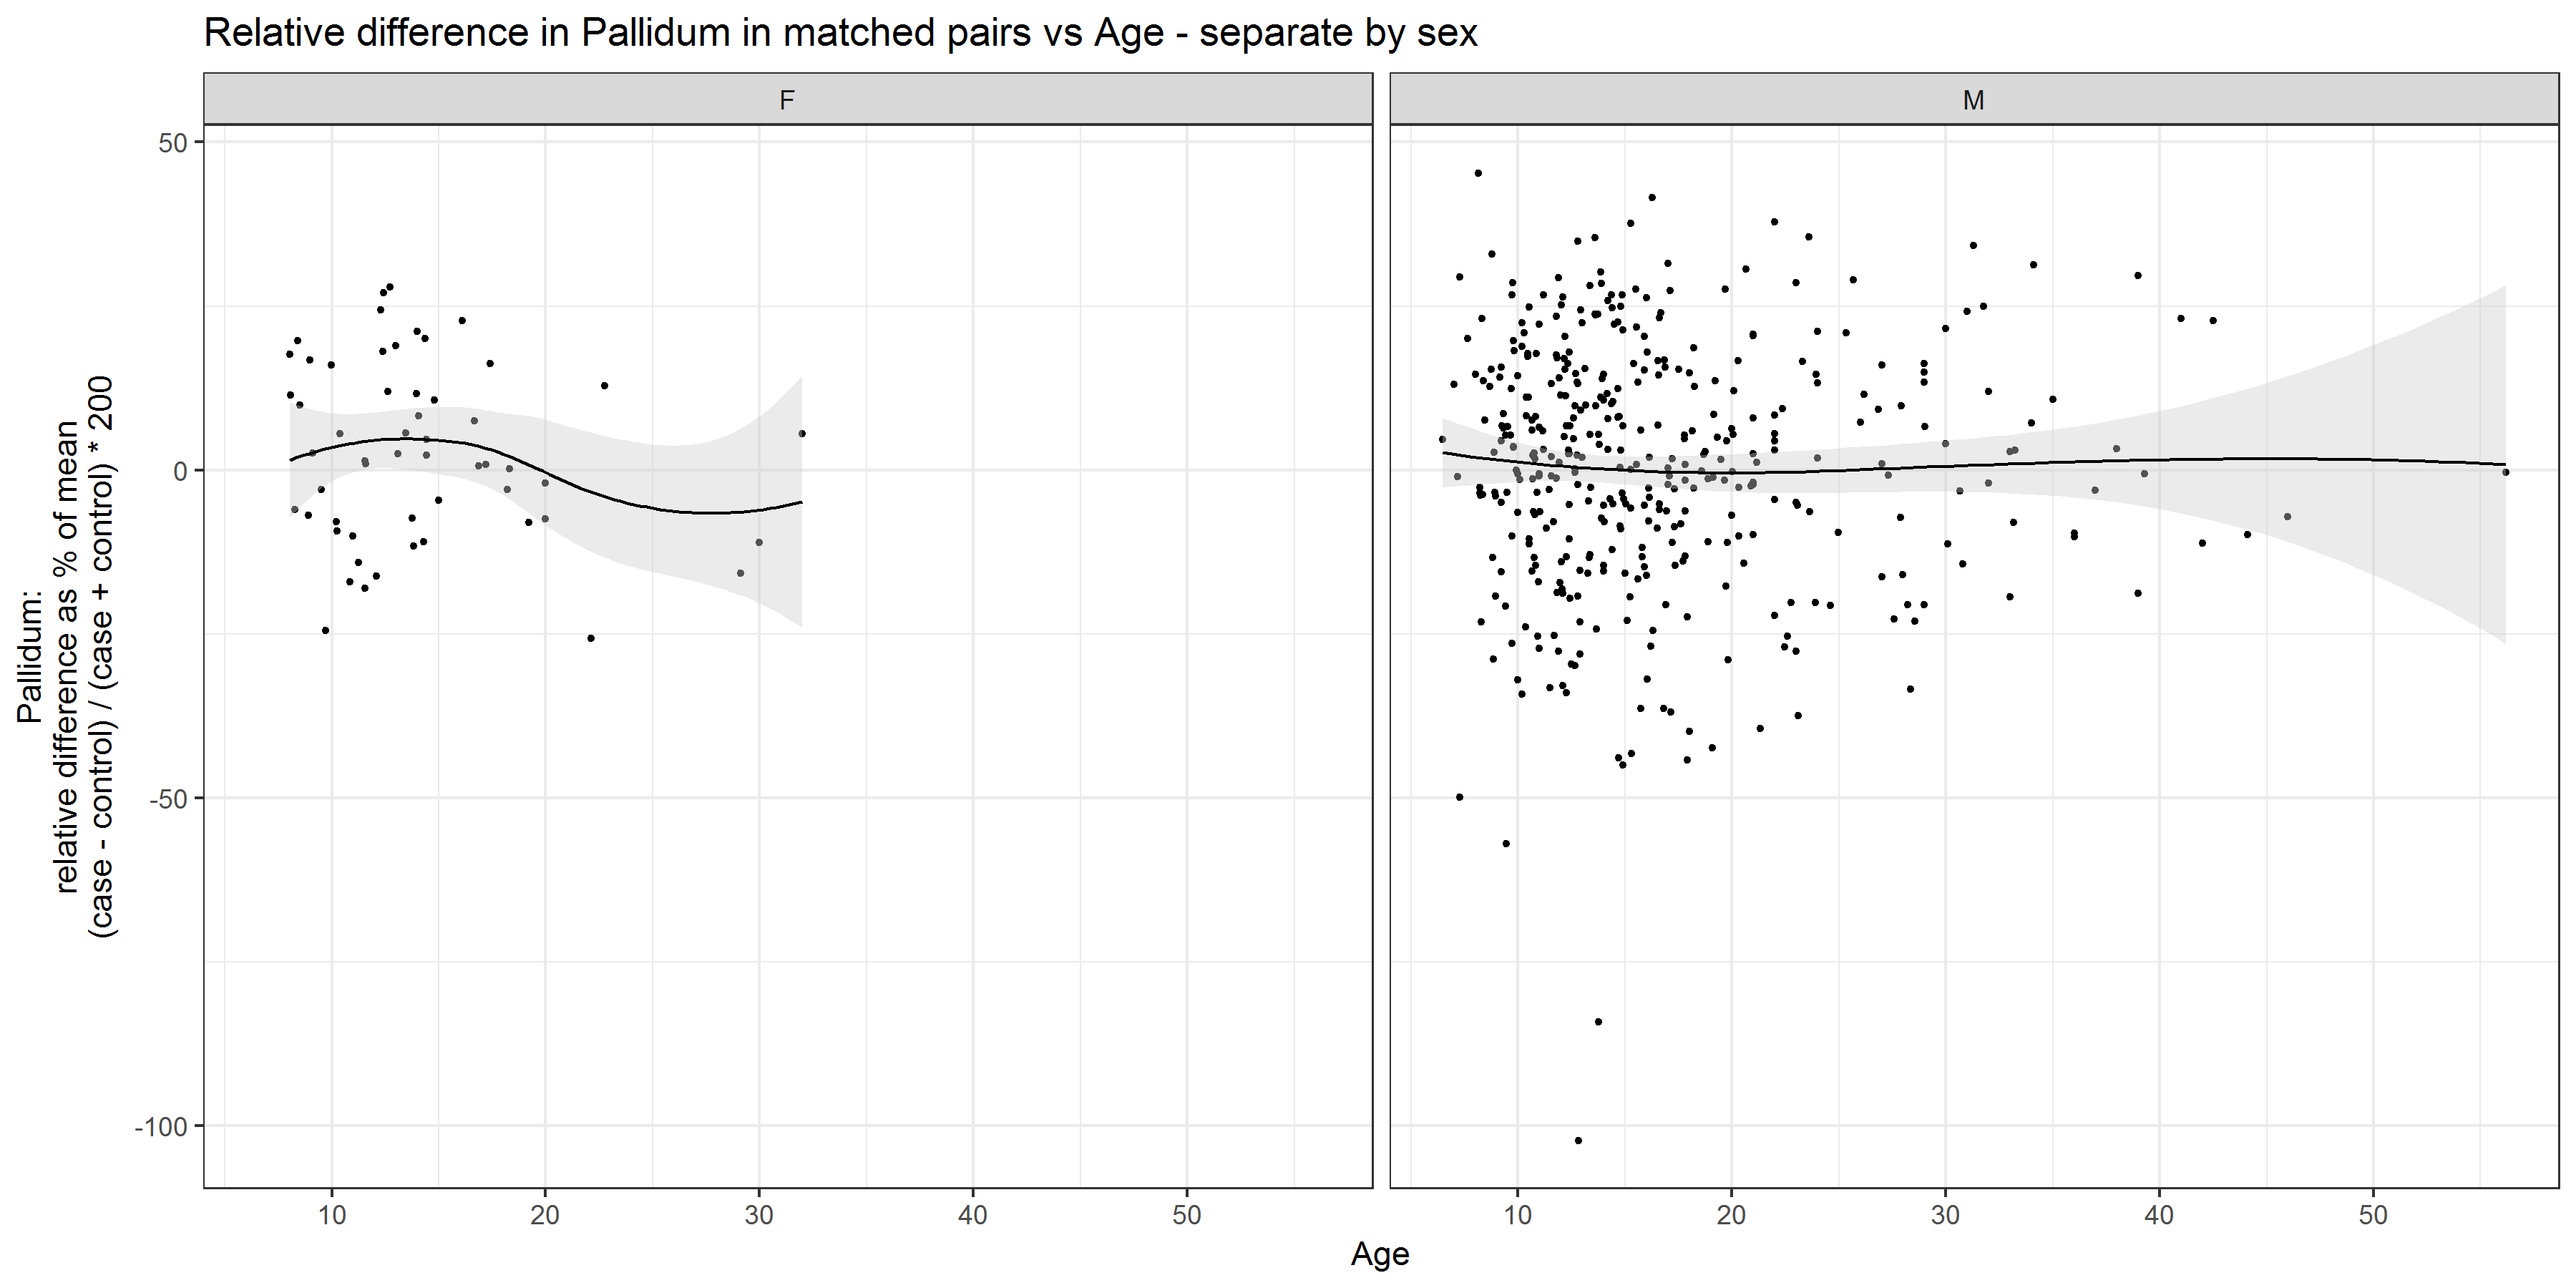 Relative difference in Pallidum in matched pairs vs Age - separate by sex
F
M
Pallidum:
relative difference as % of mean
(case - control) / (case + control) * 200
50
0
-50
-100
10 20 30 40 50
10 20 30 40 50
Age